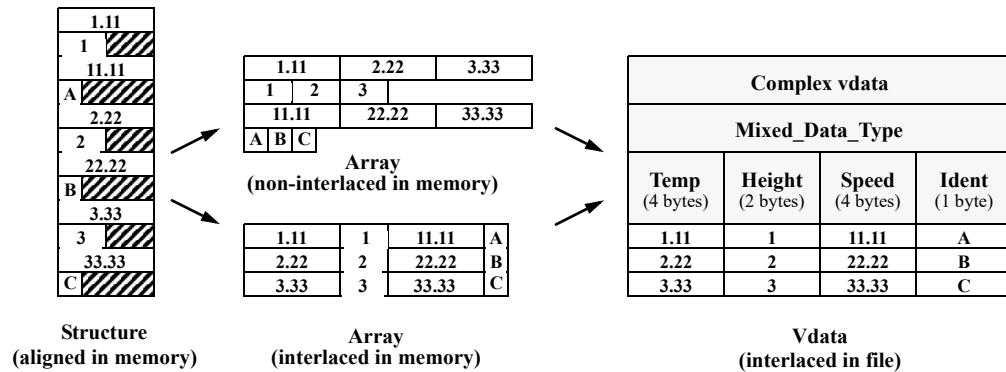 1.11
1
11.11
A
2.22
2
22.22
B
3.33
3
33.33
C
Structure
(aligned in memory)
1.11 2.22 3.33
1 2 3
11.11 22.22 33.33
A B C
Array
(non-interlaced in memory)
1.11 1 11.11 A
2.22 2 22.22 B
3.33 3 33.33 C
Array
(interlaced in memory)
Complex vdata
Mixed_Data_Type
Temp Height Speed Ident
(4 bytes) (2 bytes) (4 bytes) (1 byte)
1.11 1 11.11 A
2.22 2 22.22 B
3.33 3 33.33 C
Vdata
(interlaced in file)